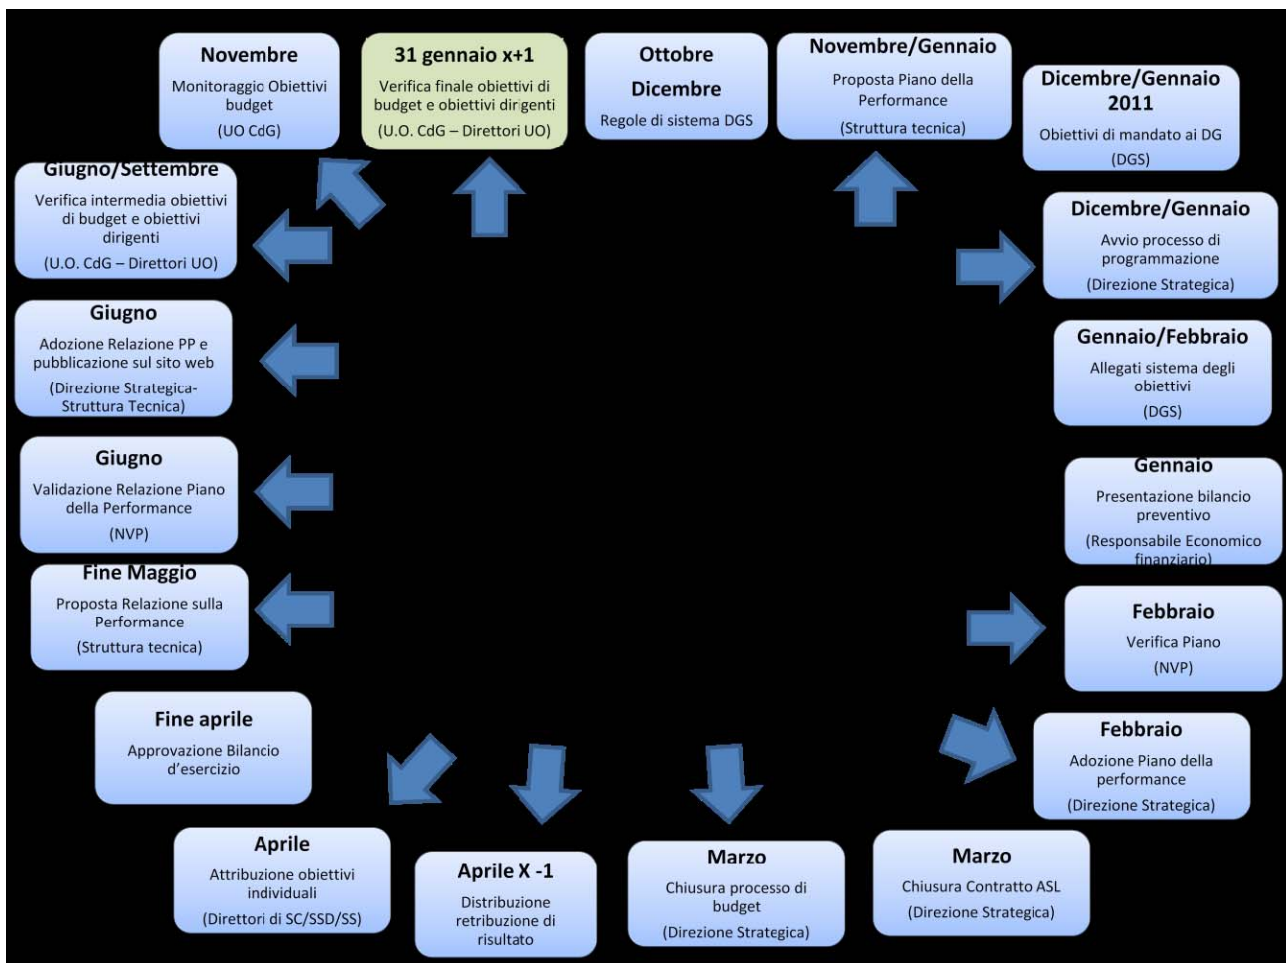 Novembre
Monitoraggio Obiettivi
budget
(UO CdG)
31 gennaio x+1
Verifica finale obiettivi di
budget e obiettivi dirigenti
(U.O. CdG – Direttori UO)
Ottobre
Dicembre
Regole di sistema DGS
Novembre/Gennaio
Proposta Piano della
Performance
(Struttura tecnica)
Dicembre/Gennaio
2011
Obiettivi di mandato ai DG
(DGS)
Dicembre/Gennaio
Avvio processo di
programmazione
(Direzione Strategica)
Gennaio/Febbraio
Allegati sistema degli
obiettivi
(DGS)
Gennaio
Presentazione bilancio
preventivo
(Responsabile Economico
finanziario)
Febbraio
Verifica Piano
(NVP)
Febbraio
Adozione Piano della
performance
(Direzione Strategica)
Marzo
Chiusura Contratto ASL
(Direzione Strategica)
Marzo
Chiusura processo di
budget
(Direzione Strategica)
Aprile X -1
Distribuzione
retribuzione di
risultato
Aprile
Attribuzione obiettivi
individuali
(Direttori di SC/SSD/SS)
Fine aprile
Approvazione Bilancio
d’esercizio
Fine Maggio
Proposta Relazione sulla
Performance
(Struttura tecnica)
Giugno
Validazione Relazione Piano
della Performance
(NVP)
Giugno
Adozione Relazione PP e
pubblicazione sul sito web
(Direzione Strategica-
Struttura Tecnica)
Giugno/Settembre
Verifica intermedia obiettivi
di budget e obiettivi
dirigenti
(U.O. CdG – Direttori UO)